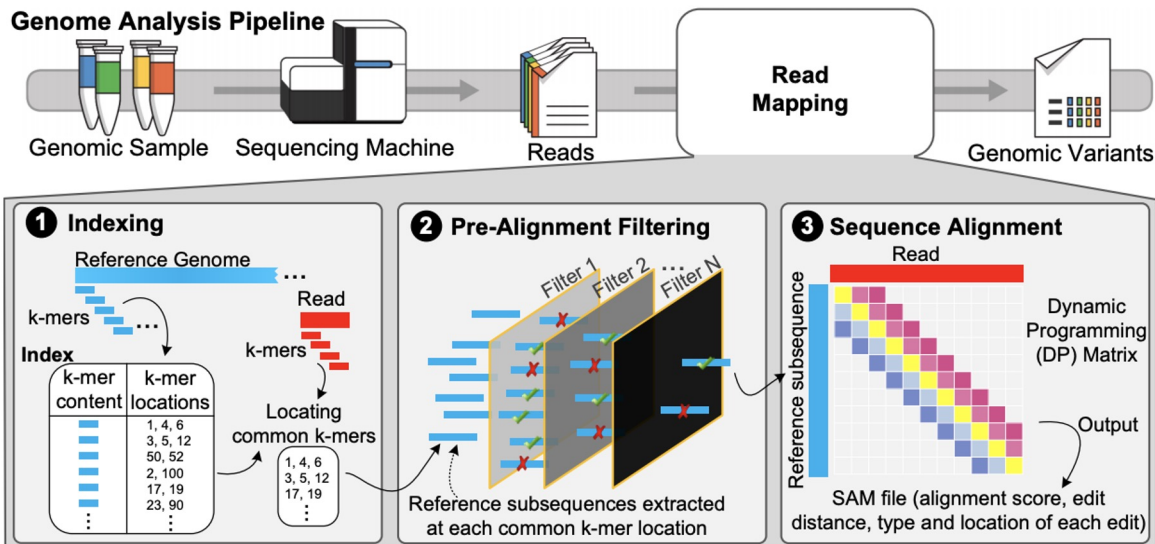 Genome Analysis Pipeline
Genomic Sample
Sequencing Machine
Reads
Read
Mapping
Genomic Variants
1 Indexing
Reference Genome
...
k-mers
...
Read
k-mers
Index
k-mer
content
k-mer
locations
1, 4, 6
3, 5, 12
50, 52
2, 100
17, 19
23, 90
Locating
common k-mers
1, 4, 6
3, 5, 12
17, 19
2 Pre-Alignment Filtering
Filter 1
Filter 2
...
Filter N
Reference subsequences extracted
at each common k-mer location
3 Sequence Alignment
Read
Reference subsequence
Dynamic
Programming
(DP) Matrix
Output
SAM file (alignment score, edit
distance, type and location of each edit)